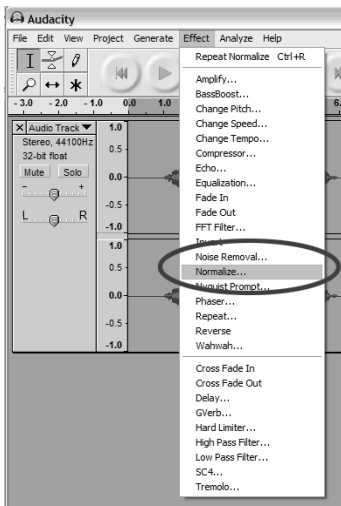 Audacity
File Edit View Project Generate Effect Analyze Help
Repeat Normalize Ctrl+R
- 3.0 - 2.0 - 1.0 0.0 1.0 6.
Amplify...
BassBoost...
Change Pitch...
Change Speed...
Change Tempo...
Compressor...
Echo...
Equalization...
Fade In
Fade Out
FFT Filter...
Invert
Noise Removal...
Normalize...
Nyquist Prompt...
Phaser...
Repeat...
Reverse
Wahwah...
Cross Fade In
Cross Fade Out
Delay...
GVerb...
Hard Limiter...
High Pass Filter...
Low Pass Filter...
SC4...
Tremolo...
X Audio Track
Stereo, 44100Hz
32-bit float
Mute Solo
- +
L R
1.0
0.5
0.0
-0.5
-1.0
1.0
0.5
0.0
-0.5
-1.0